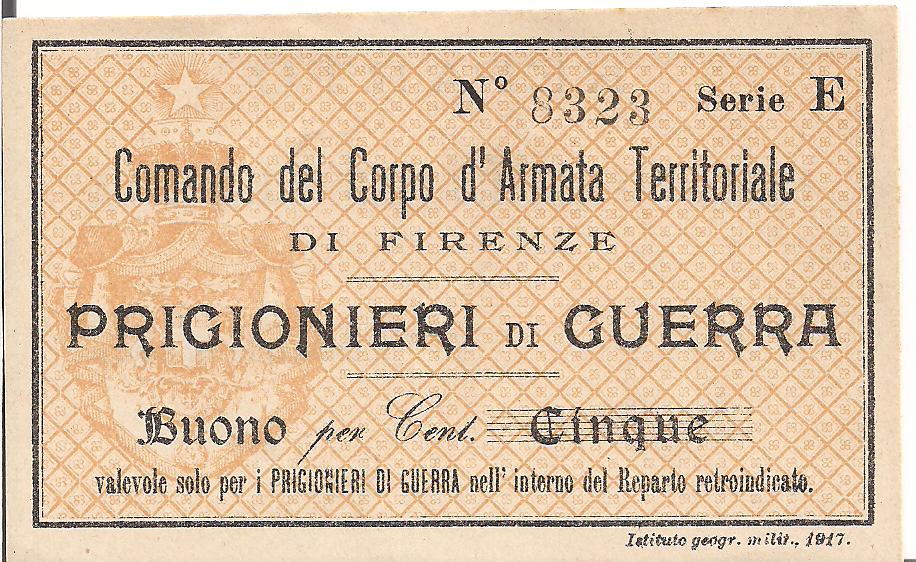 Nº 8323 Serie E
Comando del Corpo d'Armata Territoriale
DI FIRENZE
PRIGIONIERI DI GUERRA
Buono per Cent. Cinque
valevole solo per i PRIGIONIERI DI GUERRA nell' interno del Reparto retroindicato.
Istituto geogr. milit., 1917.